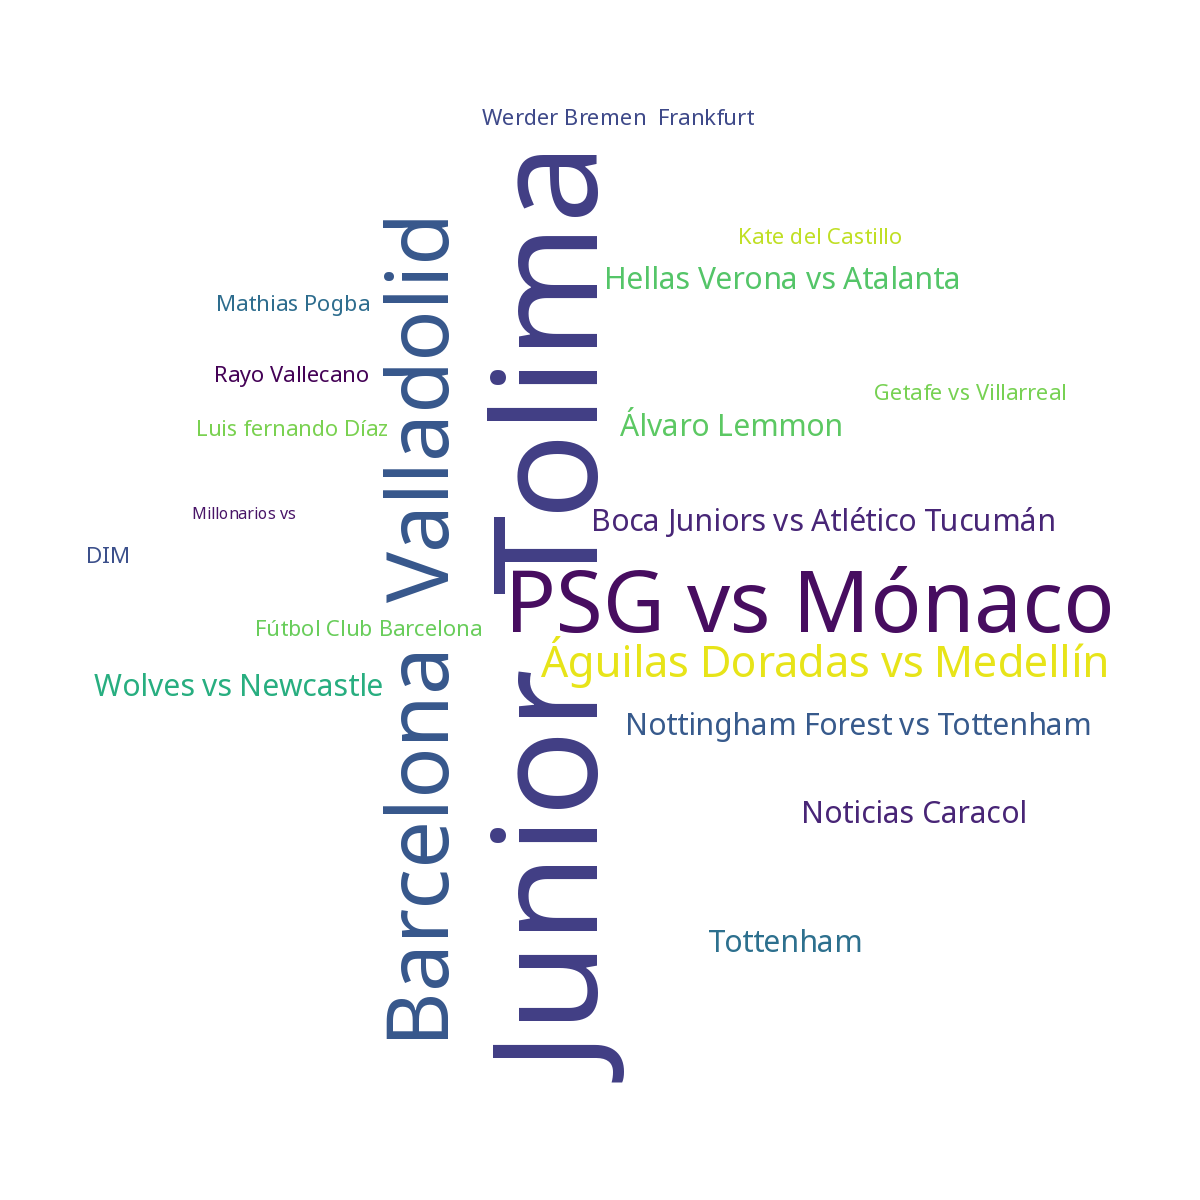 Werder Bremen  Frankfurt
Junior Tolima
Barcelona Valladolid
Kate del Castillo
Hellas Verona vs Atalanta
Mathias Pogba
Rayo Vallecano
Getafe vs Villarreal
Luis fernando Díaz
Álvaro Lemmon
Millonarios vs
Boca Juniors vs Atlético Tucumán
DIM
PSG vs Mónaco
Fútbol Club Barcelona
Águilas Doradas vs Medellín
Wolves vs Newcastle
Nottingham Forest vs Tottenham
Noticias Caracol
Tottenham